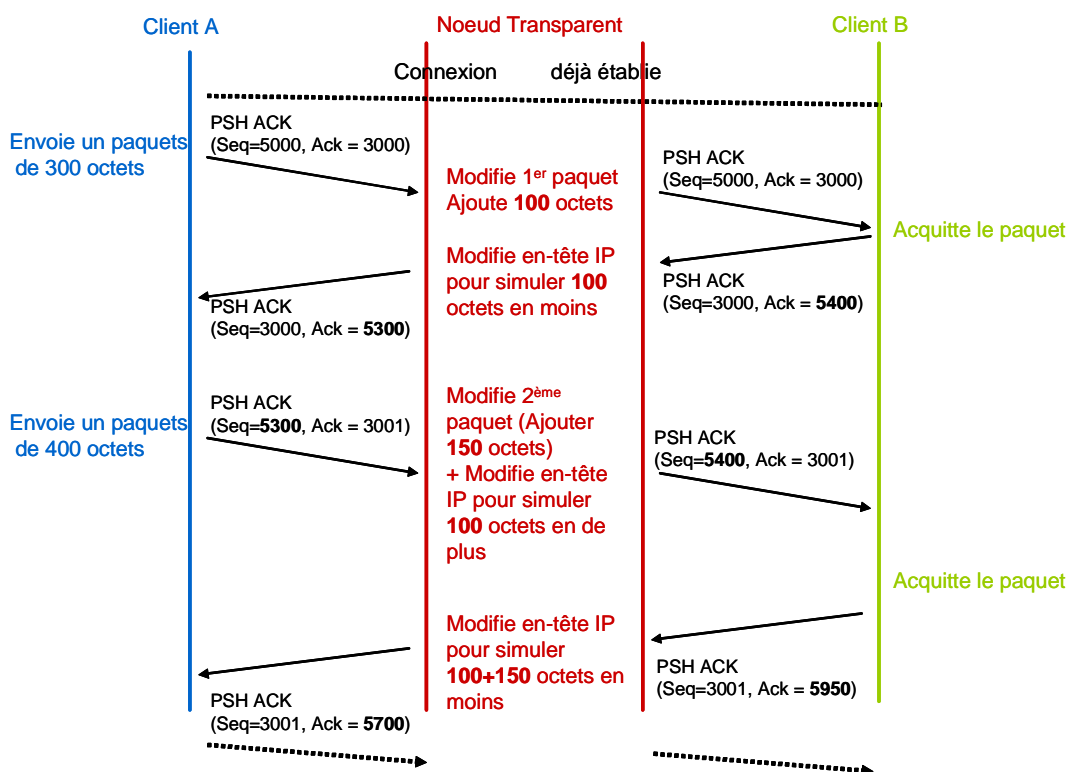 Client A
Noeud Transparent
Client B
Connexion déjà établie
Envoie un paquets
de 300 octets
PSH ACK
(Seq=5000, Ack = 3000)
Modifie 1er paquet
Ajoute 100 octets
PSH ACK
(Seq=5000, Ack = 3000)
Acquitte le paquet
Modifie en-tête IP
pour simuler 100
octets en moins
PSH ACK
(Seq=3000, Ack = 5400)
PSH ACK
(Seq=3000, Ack = 5300)
Envoie un paquets
de 400 octets
PSH ACK
(Seq=5300, Ack = 3001)
Modifie 2ème
paquet (Ajouter
150 octets)
+ Modifie en-tête
IP pour simuler
100 octets en de
plus
PSH ACK
(Seq=5400, Ack = 3001)
Acquitte le paquet
Modifie en-tête IP
pour simuler
100+150 octets en
moins
PSH ACK
(Seq=3001, Ack = 5950)
PSH ACK
(Seq=3001, Ack = 5700)